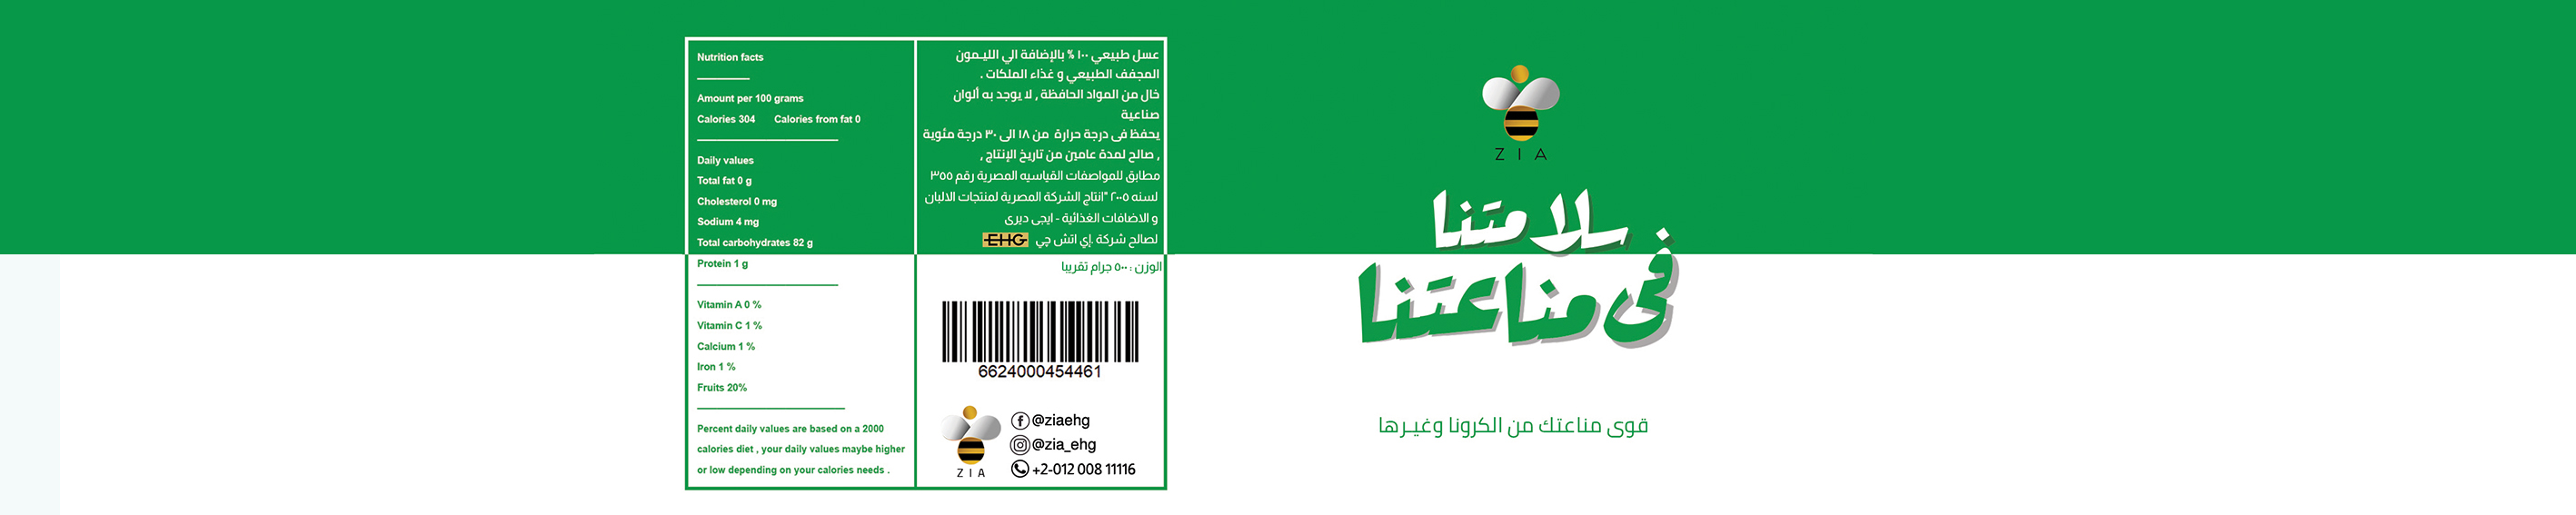 Nutrition facts
Amount per 100 grams
Calories 304 Calories from fat 0
Daily values
Total fat 0 g
Cholesterol 0 mg
Sodium 4 mg
Total carbohydrates 82 g
Protein 1 g
Vitamin A 0 %
Vitamin C 1 %
Calcium 1 %
Iron 1 %
Fruits 20%
Percent daily values are based on a 2000
calories diet , your daily values maybe higher
or low depending on your calories needs .
عسل طبيعي ١٠٠ % بالإضافة الي الليـمون
المجفف الطبيعي و غذاء الملكات .
خال من المواد الحافظة , لا يوجد به ألوان
صناعية
يحفظ فى درجة حرارة من ١٨ الى ٣٠ درجة مئوية
, صالح لمدة عامين من تاريخ الإنتاج ,
مطابق للمواصفات القياسيه المصرية رقم ٣٥٥
لسنه ٢٠٠٥ "انتاج الشركة المصرية لمنتجات الالبان
و الاضافات الغذائية - ايجى ديرى
لصالح شركة .إي اتش چي EHG
الوزن : ٥٠٠ جرام تقريبا
6624000454461
@ziaehg
@zia_ehg
+2-012 008 11116
ZIA
ZIA
سلامتنا
فى مناعتنا
قوى مناعتك من الكرونا وغيـرها